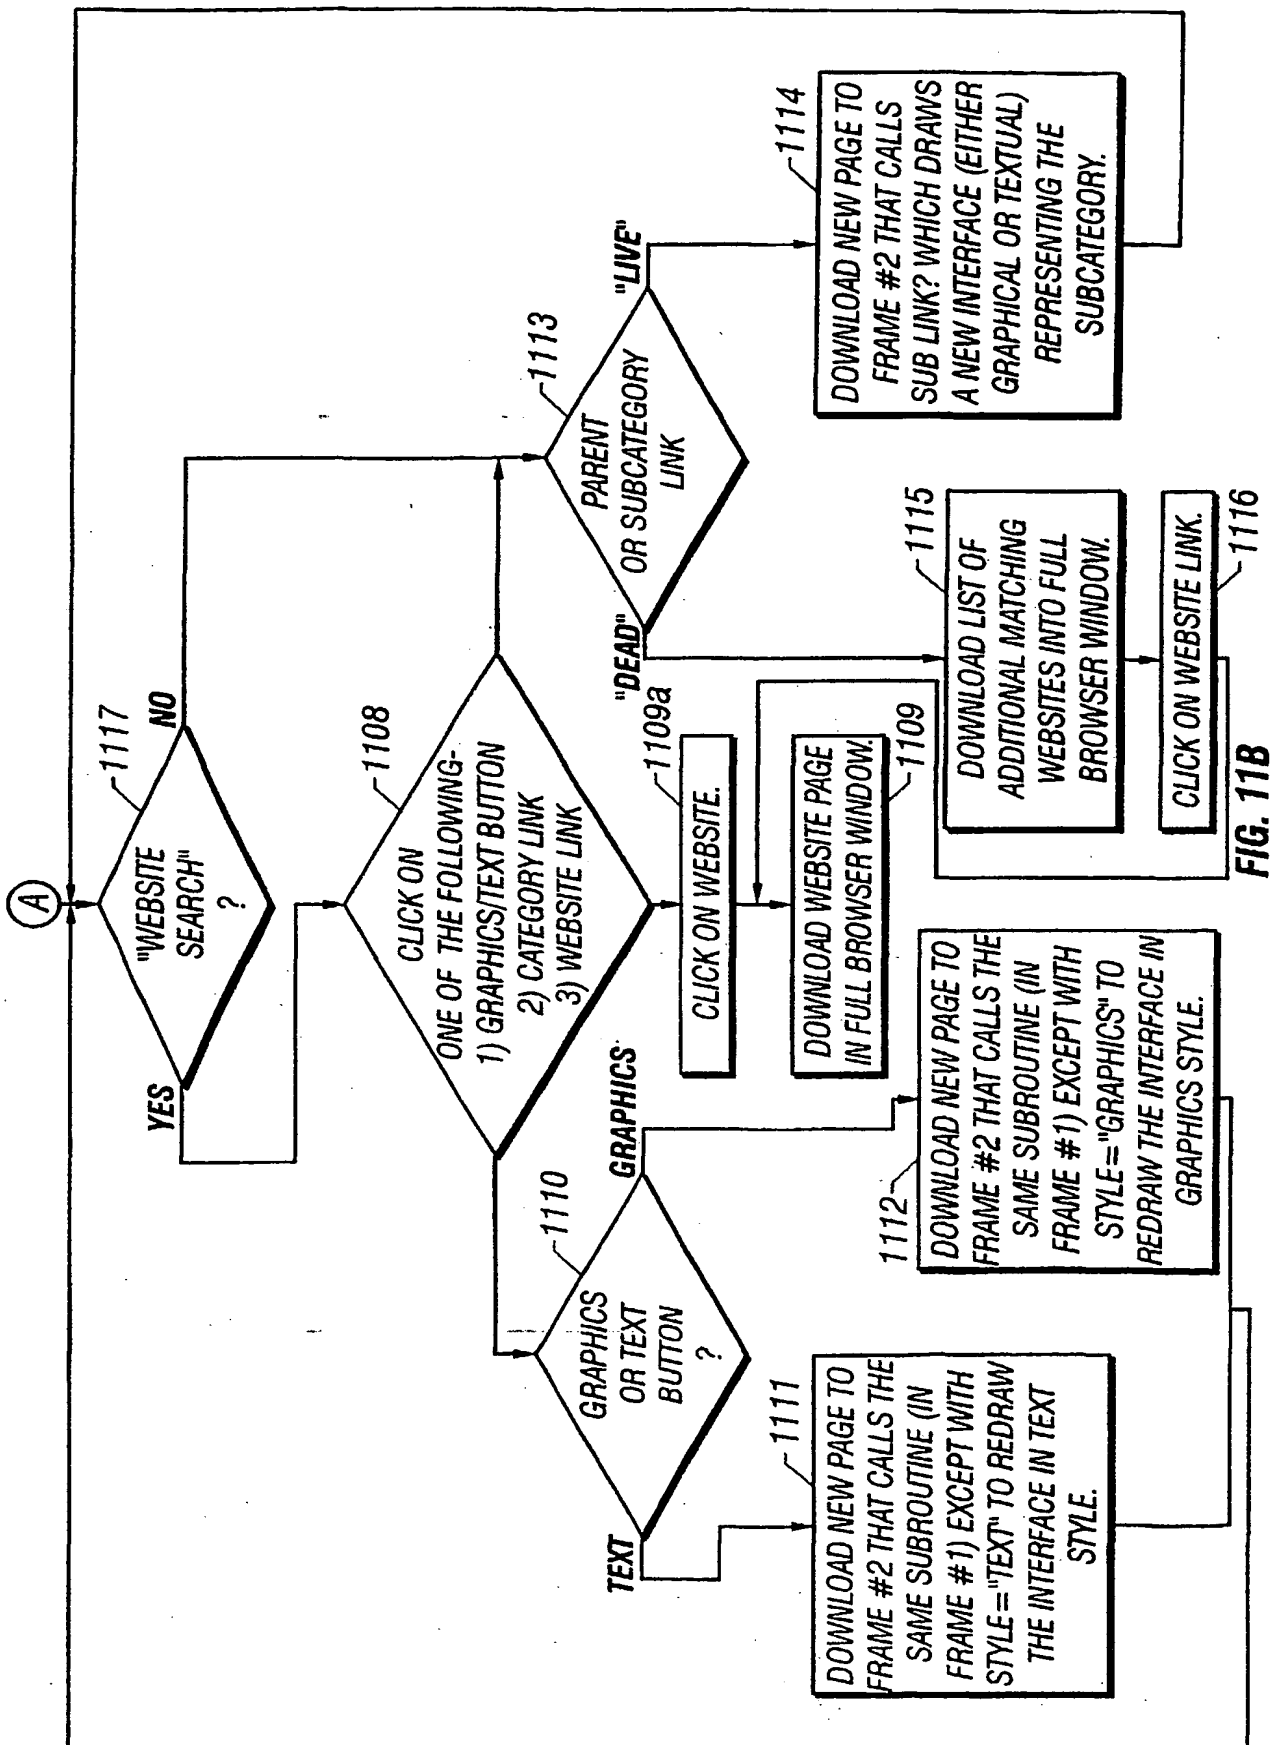 A
1117
"WEBSITE
SEARCH"
?
YES
NO
1108
CLICK ON
ONE OF THE FOLLOWING-
1) GRAPHICS/TEXT BUTTON
2) CATEGORY LINK
3) WEBSITE LINK
1110
GRAPHICS
OR TEXT
BUTTON
?
TEXT
GRAPHICS
1109a
CLICK ON WEBSITE.
DOWNLOAD WEBSITE PAGE
IN FULL BROWSER WINDOW.
1109
1113
PARENT
OR SUBCATEGORY
LINK
"DEAD"
"LIVE"
1111
DOWNLOAD NEW PAGE TO
FRAME #2 THAT CALLS THE
SAME SUBROUTINE (IN
FRAME #1) EXCEPT WITH
STYLE="TEXT" TO REDRAW
THE INTERFACE IN TEXT
STYLE.
1112
DOWNLOAD NEW PAGE TO
FRAME #2 THAT CALLS THE
SAME SUBROUTINE (IN
FRAME #1) EXCEPT WITH
STYLE="GRAPHICS" TO
REDRAW THE INTERFACE IN
GRAPHICS STYLE.
1115
DOWNLOAD LIST OF
ADDITIONAL MATCHING
WEBSITES INTO FULL
BROWSER WINDOW.
CLICK ON WEBSITE LINK.
1116
1114
DOWNLOAD NEW PAGE TO
FRAME #2 THAT CALLS
SUB LINK? WHICH DRAWS
A NEW INTERFACE (EITHER
GRAPHICAL OR TEXTUAL)
REPRESENTING THE
SUBCATEGORY.
FIG. 11B